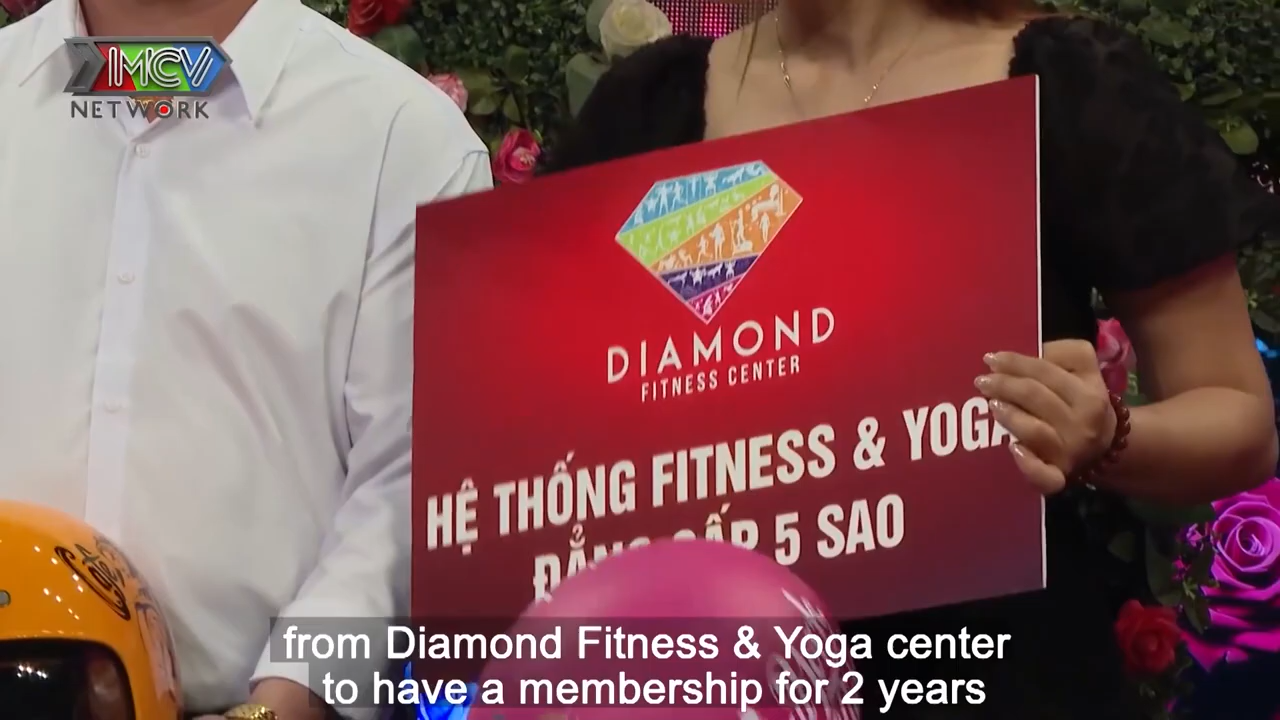 MCV
NETWORK
DIAMOND
FITNESS CENTER
HỆ THỐNG FITNESS & YOGA
5 SAO
from Diamond Fitness & Yoga center
to have a membership for 2 years